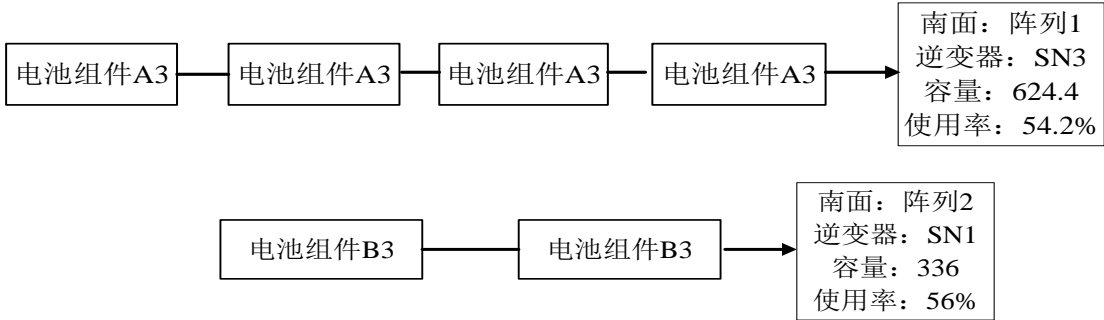 电池组件A3
电池组件A3
电池组件A3
电池组件A3
南面：阵列1
逆变器：SN3
容量：624.4
使用率：54.2%
电池组件B3
电池组件B3
南面：阵列2
逆变器：SN1
容量：336
使用率：56%